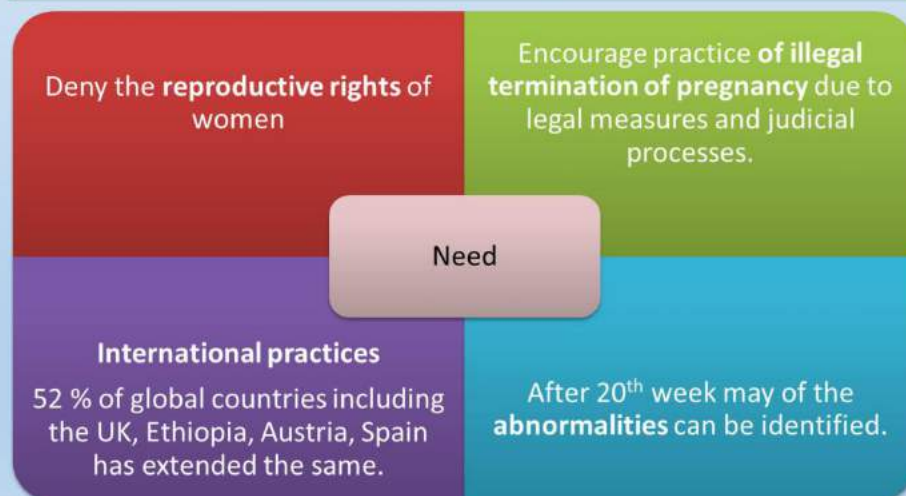 Deny the reproductive rights of
women
Encourage practice of illegal
termination of pregnancy due to
legal measures and judicial
processes.
Need
International practices
52 % of global countries including
the UK, Ethiopia, Austria, Spain
has extended the same.
After 20th week may of the
abnormalities can be identified.